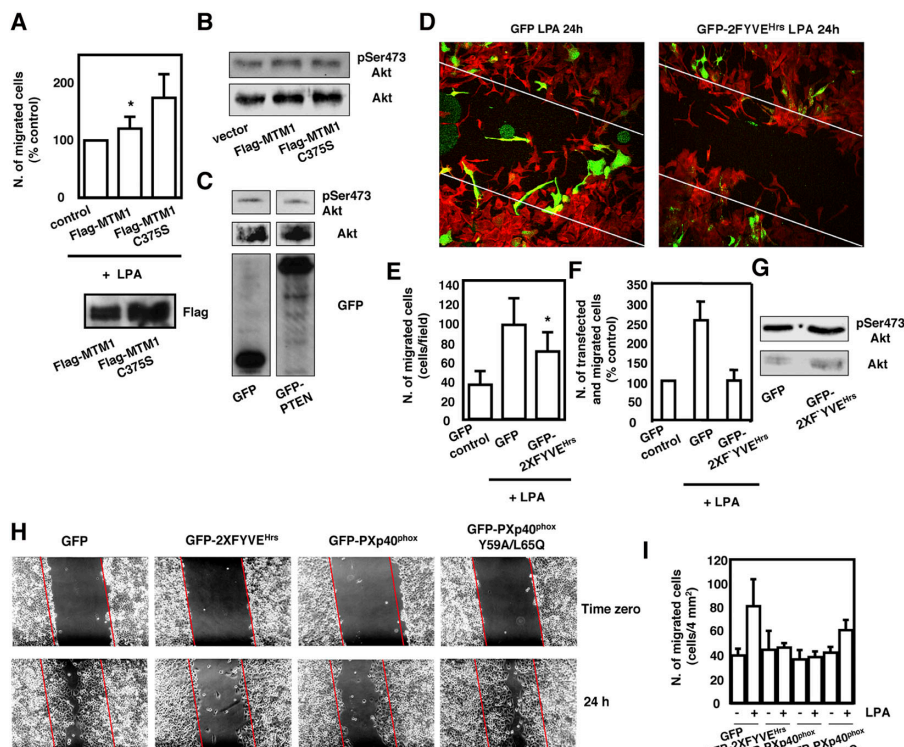 A
N. of migrated cells
(% control)
200
100
0
*
control
Flag-MTM1
Flag-MTM1
C375S
+ LPA
Flag
Flag-MTM1
Flag-MTM1
C375S
B
pSer473
Akt
Akt
vector
Flag-MTM1
Flag-MTM1
C375S
C
pSer473
Akt
Akt
GFP
GFP
GFP-
PTEN
D
GFP LPA 24h
GFP-2FYVEHrs LPA 24h
E
N. of migrated cells
(cells/field)
140
120
100
80
60
40
20
0
*
GFP
control
GFP
GFP-
2XFYVEHrs
+ LPA
F
N. of transfected
and migrated cells
(% control)
350
300
250
200
150
100
50
0
GFP
control
GFP
GFP-
2XF`YVEHrs
+ LPA
G
pSer473
Akt
Akt
GFP
GFP-
2XF`YVEHrs
H
GFP
GFP-2XFYVEHrs
GFP-PXp40phox
GFP-PXp40phox
Y59A/L65Q
Time zero
24 h
I
N. of migrated cells
(cells/4 mm2)
120
100
80
60
40
20
0
- + - + - + - +
LPA
GFP